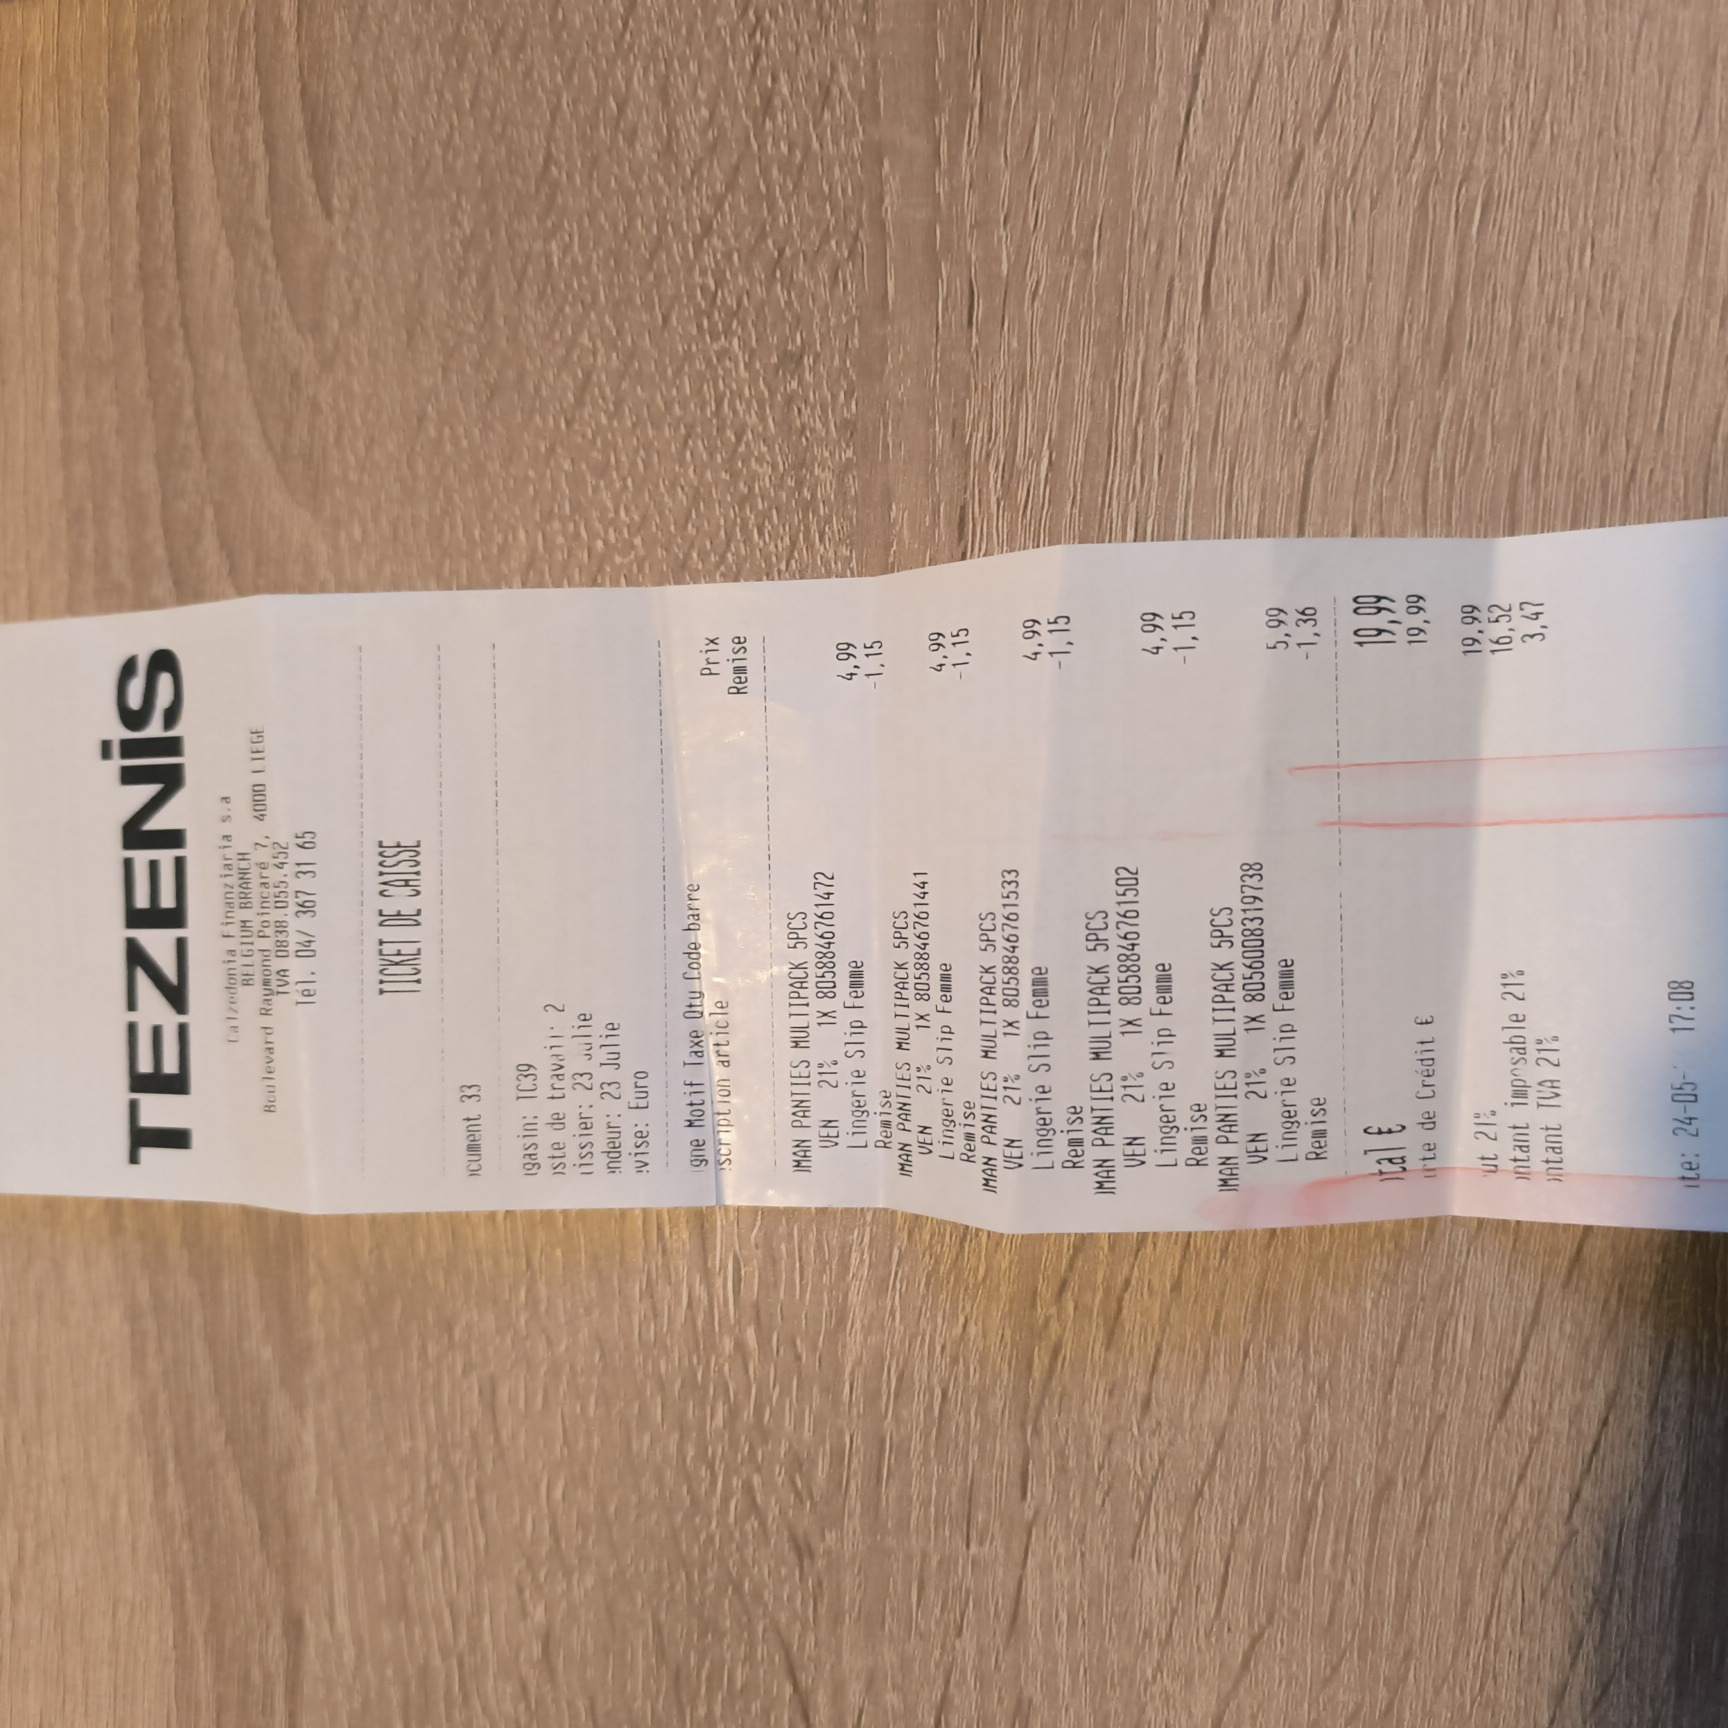 TEZENIS
Calzedonia Finanziaria s.a
BELGIUM BRANCH
Boulevard Raymond Poincaré 7, 4000 LIEGE
TVA 0838.055.452
Tél. 04/ 367 31 65
TICKET DE CAISSE
cument 33
gasin: TC39
ste de travail: 2
issier: 23 Julie
ndeur: 23 Julie
vise: Euro
gne Motif Taxe Qty Code barre Prix
scription article Remise
MAN PANTIES MULTIPACK 5PCS
VEN 21% 1X 8058846761472 4,99
Lingerie Slip Femme -1,15
Remise
MAN PANTIES MULTIPACK 5PCS
VEN 21% 1X 8058846761441 4,99
Lingerie Slip Femme -1,15
Remise
MAN PANTIES MULTIPACK 5PCS
VEN 21% 1X 8058846761533 4,99
Lingerie Slip Femme -1,15
Remise
MAN PANTIES MULTIPACK 5PCS
VEN 21% 1X 8058846761502 4,99
Lingerie Slip Femme -1,15
Remise
MAN PANTIES MULTIPACK 5PCS
VEN 21% 1X 8056008319738 5,99
Lingerie Slip Femme -1,36
Remise
tal € 19,99
rte de Crédit € 19,99
ut 21% 19,99
ntant imposable 21% 16,52
ntant TVA 21% 3,47
te: 24-05- 17:08